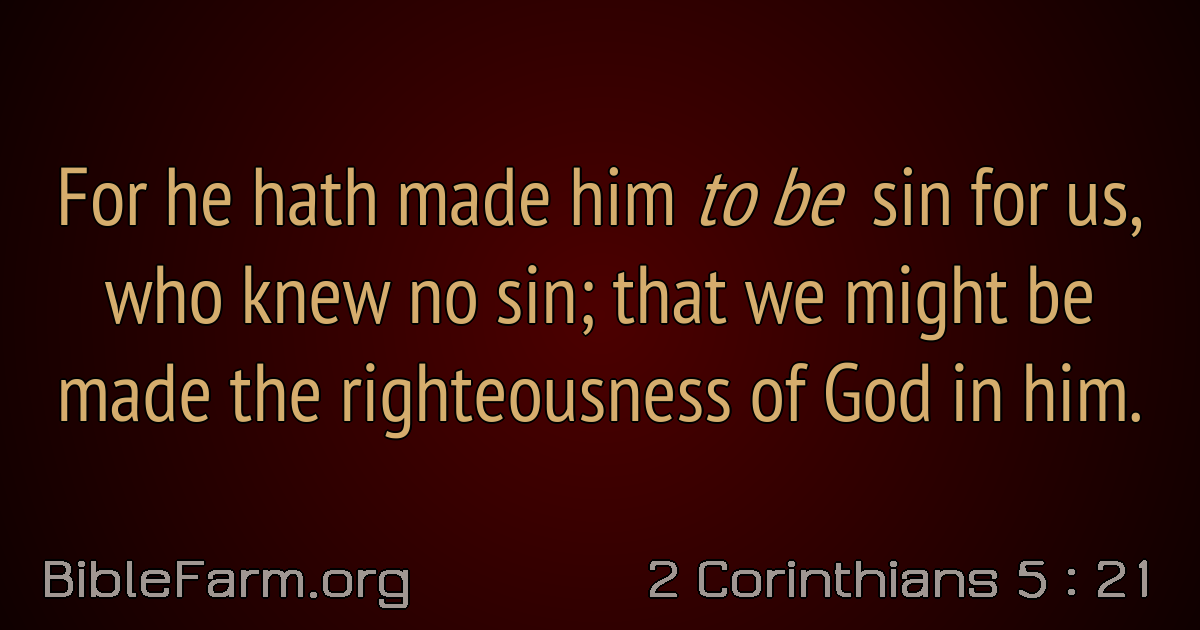 For he hath made him to be sin for us,
who knew no sin; that we might be
made the righteousness of God in him.
BibleFarm.org
2 Corinthians 5 : 21